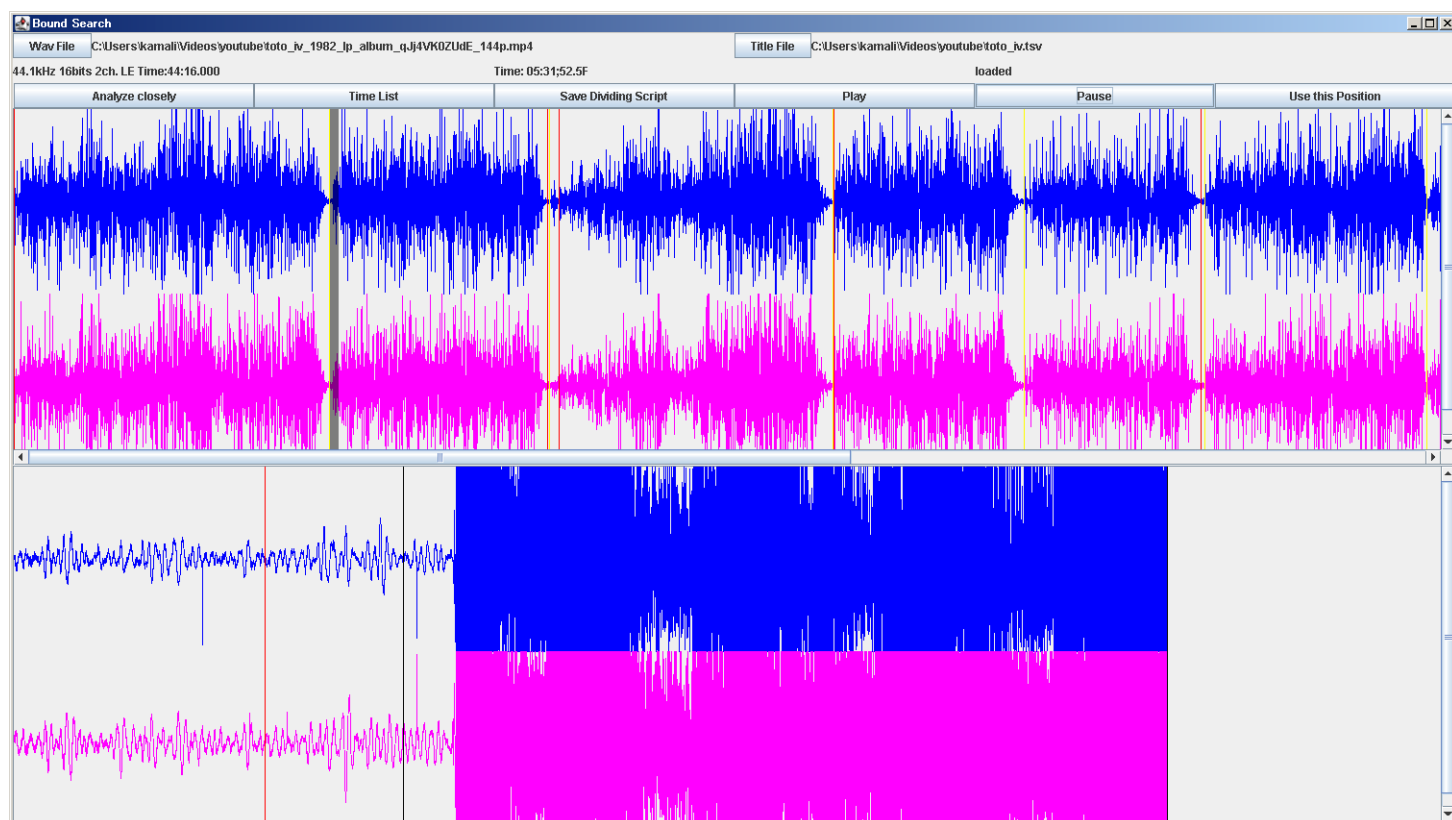 Bound Search
Wav File C:\Users\kamali\Videos\youtube\toto_iv_1982_lp_album_qJj4VK0ZUdE_144p.mp4 Title File C:\Users\kamali\Videos\youtube\toto_iv.tsv
44.1kHz 16bits 2ch. LE Time:44:16.000 Time: 05:31;52.5F loaded
Analyze closely Time List Save Dividing Script Play Pause Use this Position